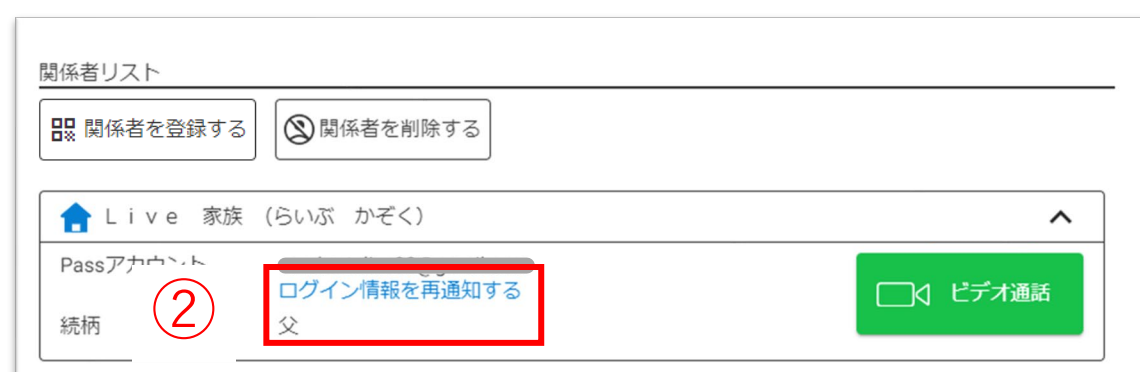 関係者リスト
関係者を登録する 関係者を削除する
Live 家族 (らいぶ かぞく)
Passアカウント
ログイン情報を再通知する
② ビデオ通話
続柄 父